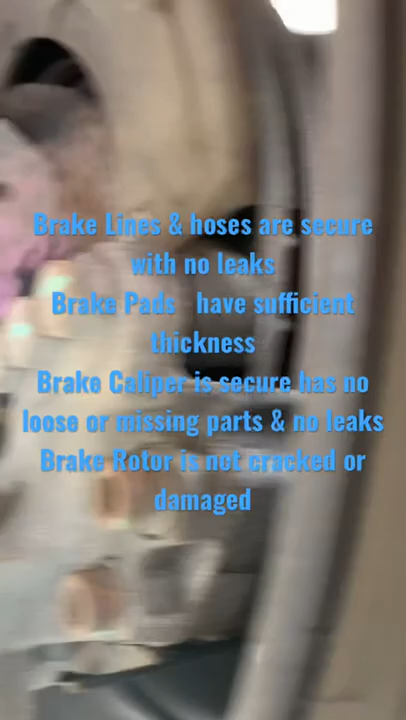 Brake Lines & hoses are secure
with no leaks
Brake Pads have sufficient
thickness
Brake Caliper is secure has no
loose or missing parts & no leaks
Brake Rotor is not cracked or
damaged